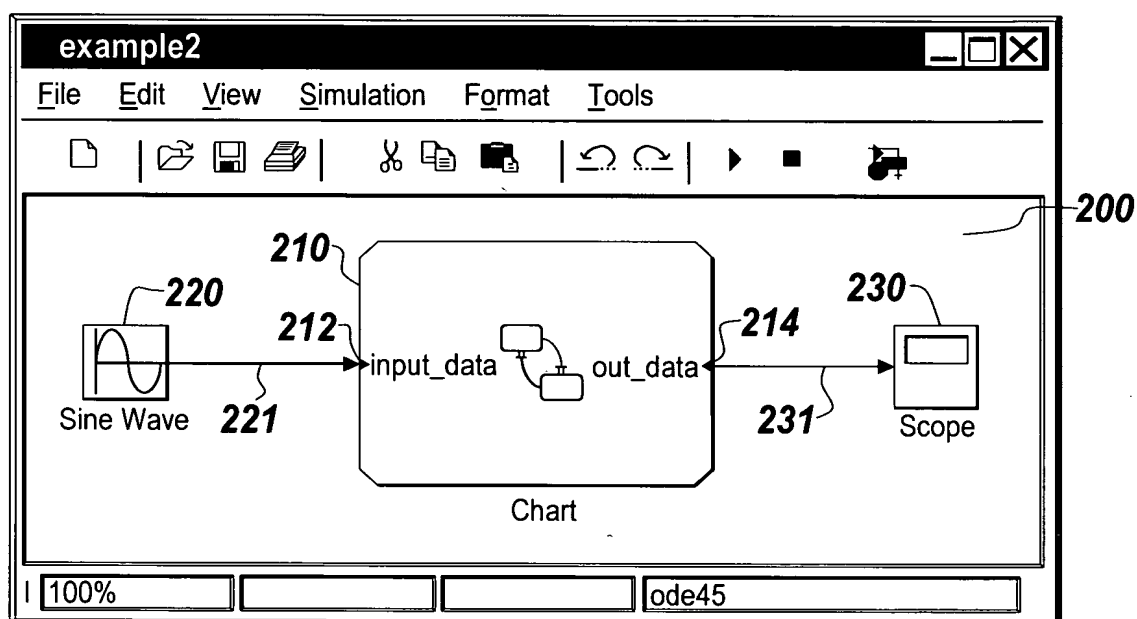 example2
File Edit View Simulation Format Tools
200
210
220
230
212
214
input_data
out_data
Sine Wave
221
231
Scope
Chart
100%
ode45